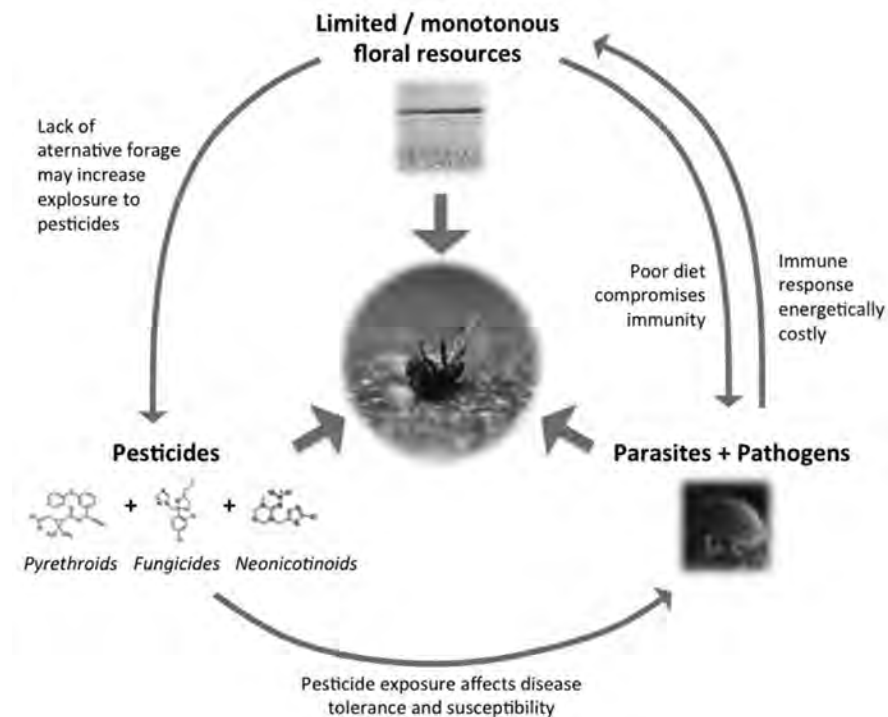 Limited / monotonous
floral resources
Lack of
aternative forage
may increase
explosure to
pesticides
Poor diet
compromises
immunity
Immune
response
energetically
costly
Pesticides
Parasites + Pathogens
+ +
Pyrethroids Fungicides Neonicotinoids
Pesticide exposure affects disease
tolerance and susceptibility